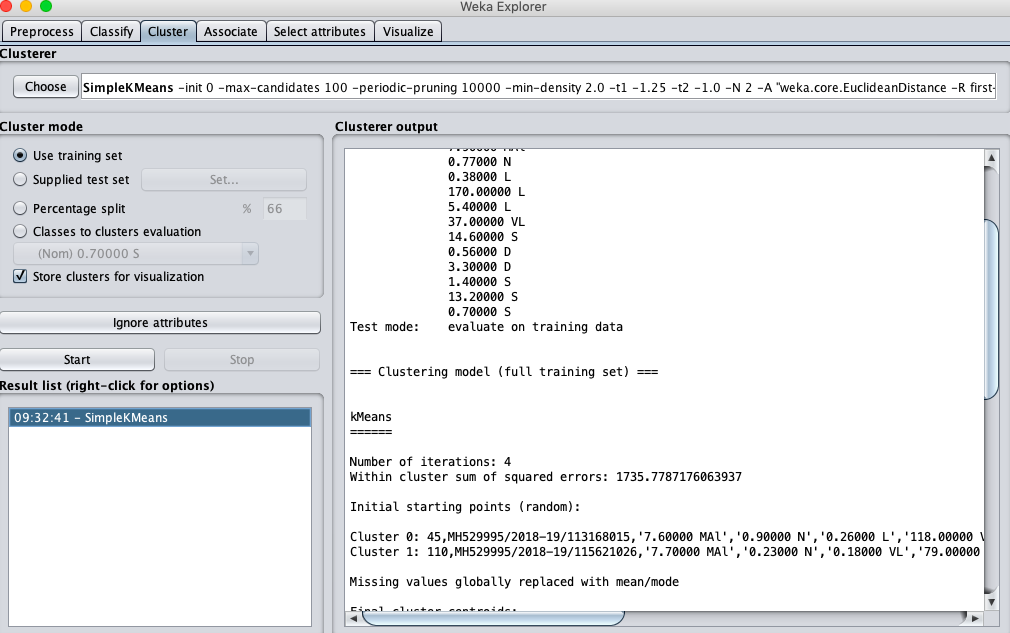 Weka Explorer
Preprocess Classify Cluster Associate Select attributes Visualize
Clusterer
Choose SimpleKMeans -init 0 -max-candidates 100 -periodic-pruning 10000 -min-density 2.0 -t1 -1.25 -t2 -1.0 -N 2 -A "weka.core.EuclideanDistance -R first-
Cluster mode
Use training set
Supplied test set Set...
Percentage split % 66
Classes to clusters evaluation
(Nom) 0.70000 S
Store clusters for visualization
Ignore attributes
Start Stop
Result list (right-click for options)
09:32:41 - SimpleKMeans
Clusterer output
0.77000 N
0.38000 L
170.00000 L
5.40000 L
37.00000 VL
14.60000 S
0.56000 D
3.30000 D
1.40000 S
13.20000 S
0.70000 S
Test mode: evaluate on training data
=== Clustering model (full training set) ===
kMeans
======
Number of iterations: 4
Within cluster sum of squared errors: 1735.7787176063937
Initial starting points (random):
Cluster 0: 45,MH529995/2018-19/113168015,'7.60000 MAl','0.90000 N','0.26000 L','118.00000 V
Cluster 1: 110,MH529995/2018-19/115621026,'7.70000 MAl','0.23000 N','0.18000 VL','79.00000
Missing values globally replaced with mean/mode
Final cluster centroids: